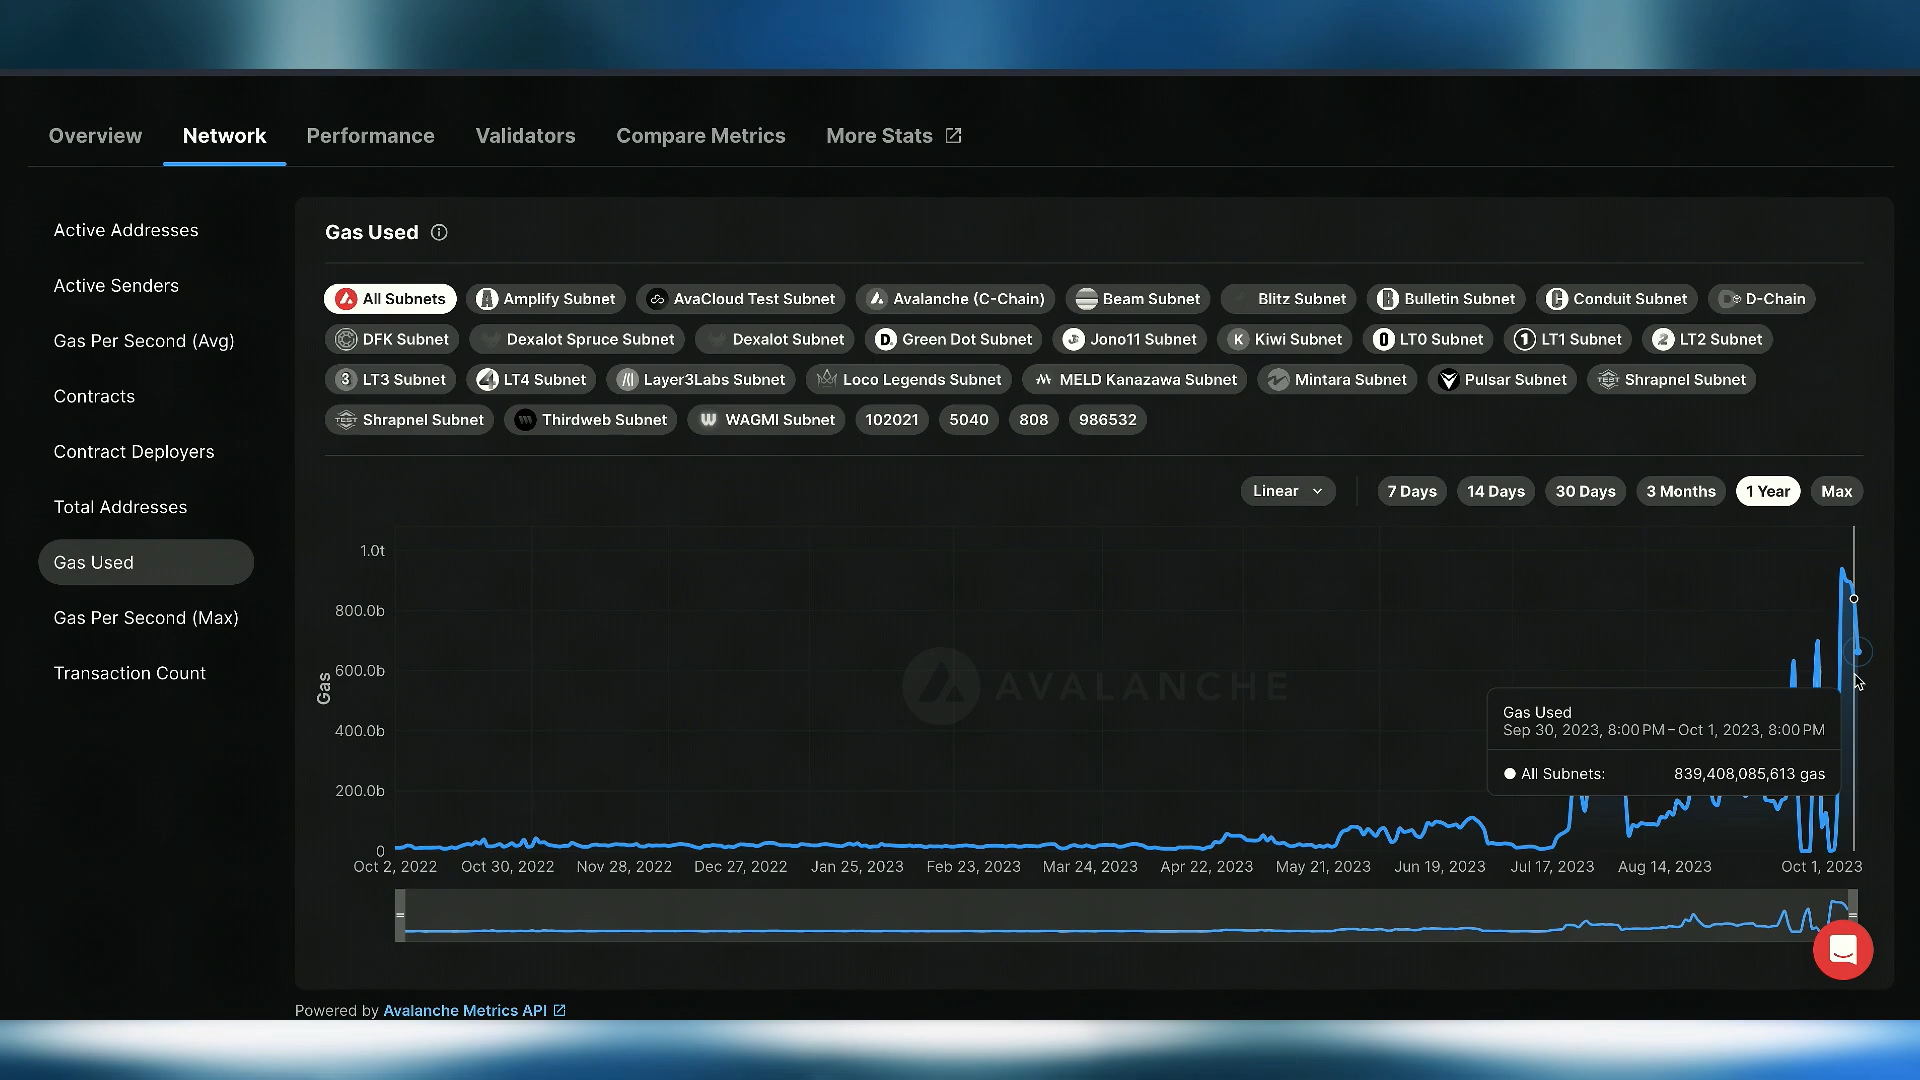 Overview Network Performance Validators Compare Metrics More Stats
Active Addresses
Active Senders
Gas Per Second (Avg)
Contracts
Contract Deployers
Total Addresses
Gas Used
Gas Per Second (Max)
Transaction Count
Gas Used
All Subnets Amplify Subnet AvaCloud Test Subnet Avalanche (C-Chain) Beam Subnet Blitz Subnet Bulletin Subnet Conduit Subnet D-Chain
DFK Subnet Dexalot Spruce Subnet Dexalot Subnet Green Dot Subnet Jono11 Subnet K Kiwi Subnet 0 LT0 Subnet 1 LT1 Subnet 2 LT2 Subnet
3 LT3 Subnet 4 LT4 Subnet Layer3Labs Subnet Loco Legends Subnet MELD Kanazawa Subnet Mintara Subnet Pulsar Subnet TEST Shrapnel Subnet
TEST Shrapnel Subnet Thirdweb Subnet W WAGMI Subnet 102021 5040 808 986532
Linear 7 Days 14 Days 30 Days 3 Months 1 Year Max
1.0t
800.0b
600.0b
400.0b
200.0b
0
Gas
AVALANCHE
Gas Used
Sep 30, 2023, 8:00 PM – Oct 1, 2023, 8:00 PM
All Subnets: 839,408,085,613 gas
Oct 2, 2022 Oct 30, 2022 Nov 28, 2022 Dec 27, 2022 Jan 25, 2023 Feb 23, 2023 Mar 24, 2023 Apr 22, 2023 May 21, 2023 Jun 19, 2023 Jul 17, 2023 Aug 14, 2023 Oct 1, 2023
Powered by Avalanche Metrics API